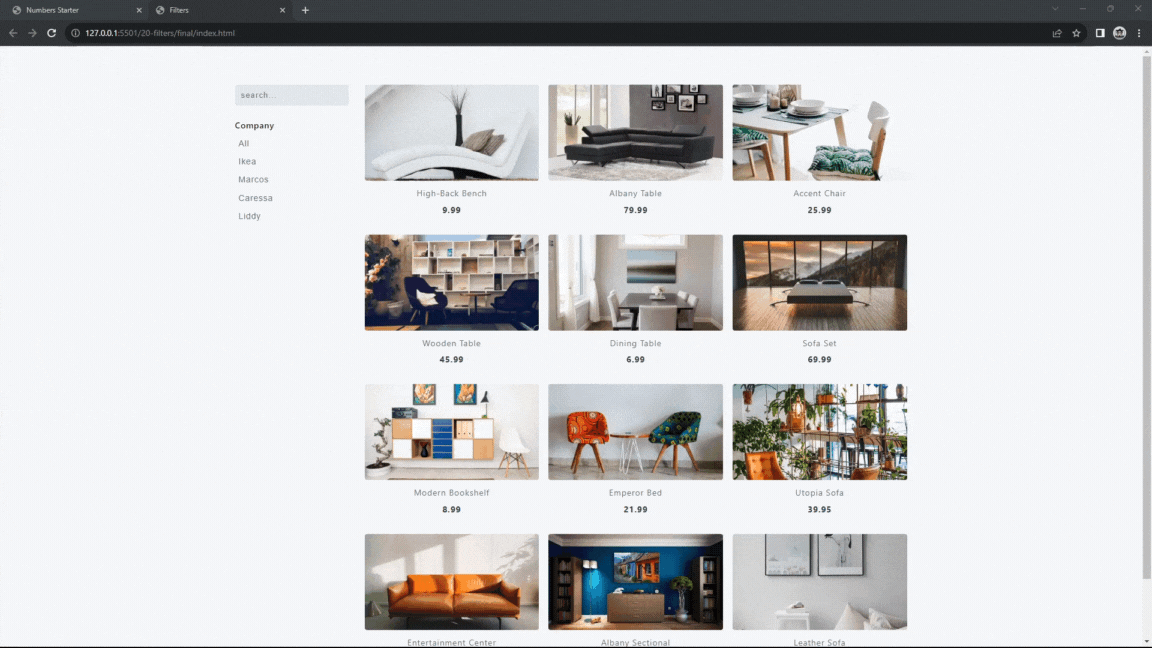 Numbers Starter
Filters
127.0.0.1:5501/20-filters/final/index.html
search...
Company
All
Ikea
Marcos
Caressa
Liddy
High-Back Bench
9.99
Albany Table
79.99
Accent Chair
25.99
Wooden Table
45.99
Dining Table
6.99
Sofa Set
69.99
Modern Bookshelf
8.99
Emperor Bed
21.99
Utopia Sofa
39.95
Entertainment Center
Albany Sectional
Leather Sofa